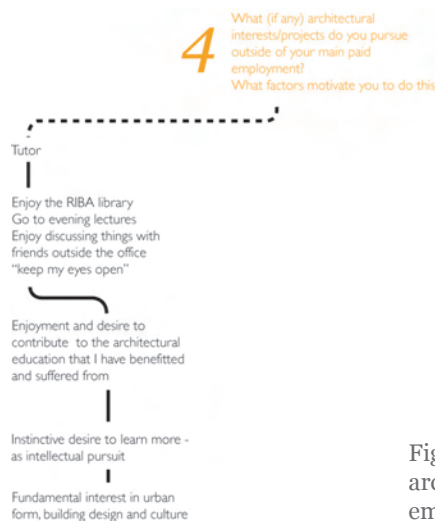 4
What (if any) architectural
interests/projects do you pursue
outside of your main paid
employment?
What factors motivate you to do this
Tutor
Enjoy the RIBA library
Go to evening lectures
Enjoy discussing things with
friends outside the office
“keep my eyes open”
Enjoyment and desire to
contribute to the architectural
education that I have benefitted
and suffered from
Instinctive desire to learn more -
as intellectual pursuit
Fundamental interest in urban
form, building design and culture
Fig
arc
em